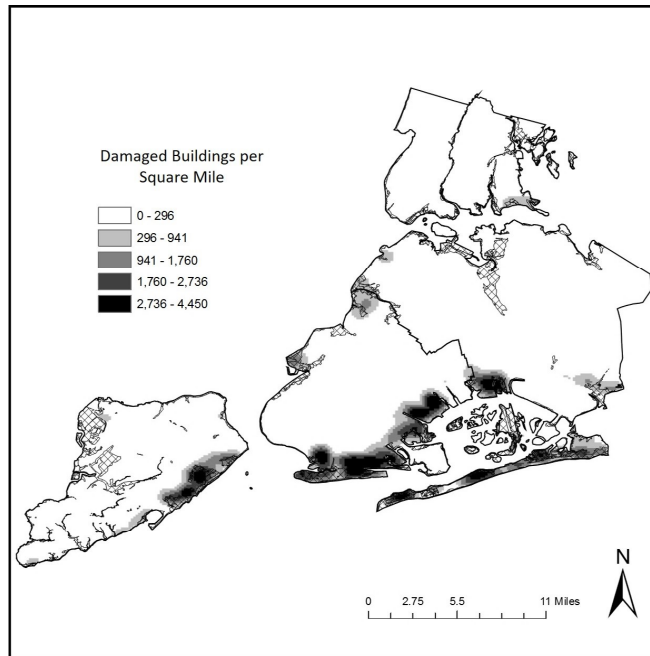 Damaged Buildings per
Square Mile
0 - 296
296 - 941
941 - 1,760
1,760 - 2,736
2,736 - 4,450
N
0 2.75 5.5 11 Miles